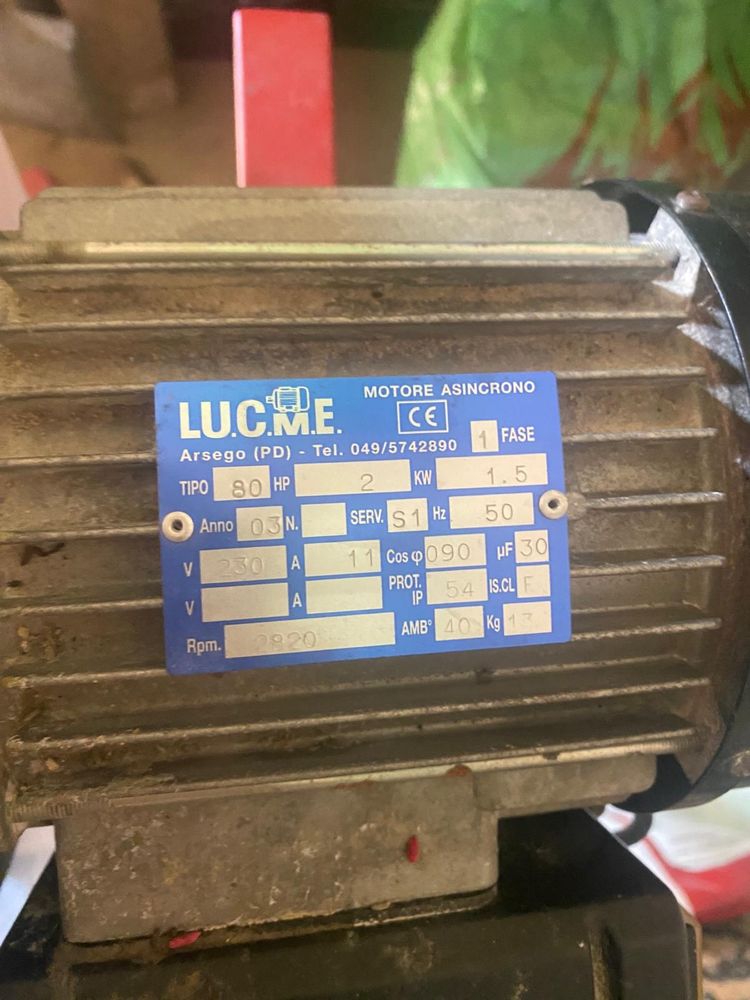 MOTORE ASINCRONO
LU.C.M.E. CE
Arsego (PD) - Tel. 049/5742890 1 FASE
TIPO 80 HP 2 KW 1.5
Anno 03 N. SERV. S1 Hz 50
V 230 A 11 Cos φ 090 µF 30
V A PROT. IP 54 IS.CL F
Rpm. 2820 AMB° 40 Kg 13